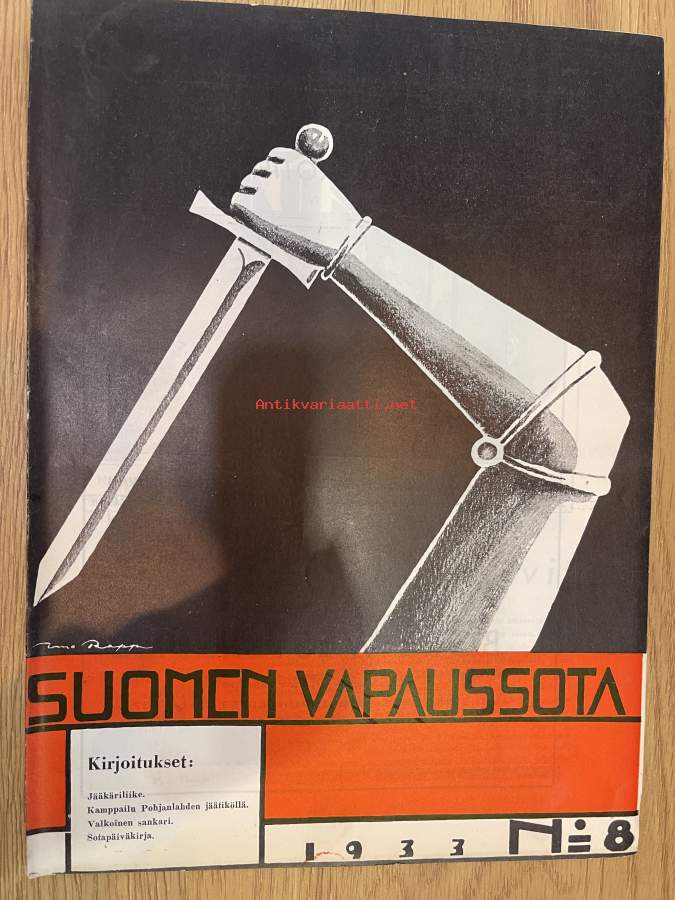 Antikvariaatti.net
SUOMEN VAPAUSSOTA
Kirjoitukset:
Jääkäriliike.
Kamppailu Pohjanlahden jäätiköllä.
Valkoinen sankari.
Sotapäiväkirja.
1933 N:o 8